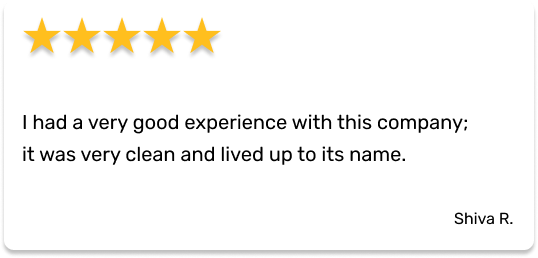 I had a very good experience with this company;
it was very clean and lived up to its name.
Shiva R.